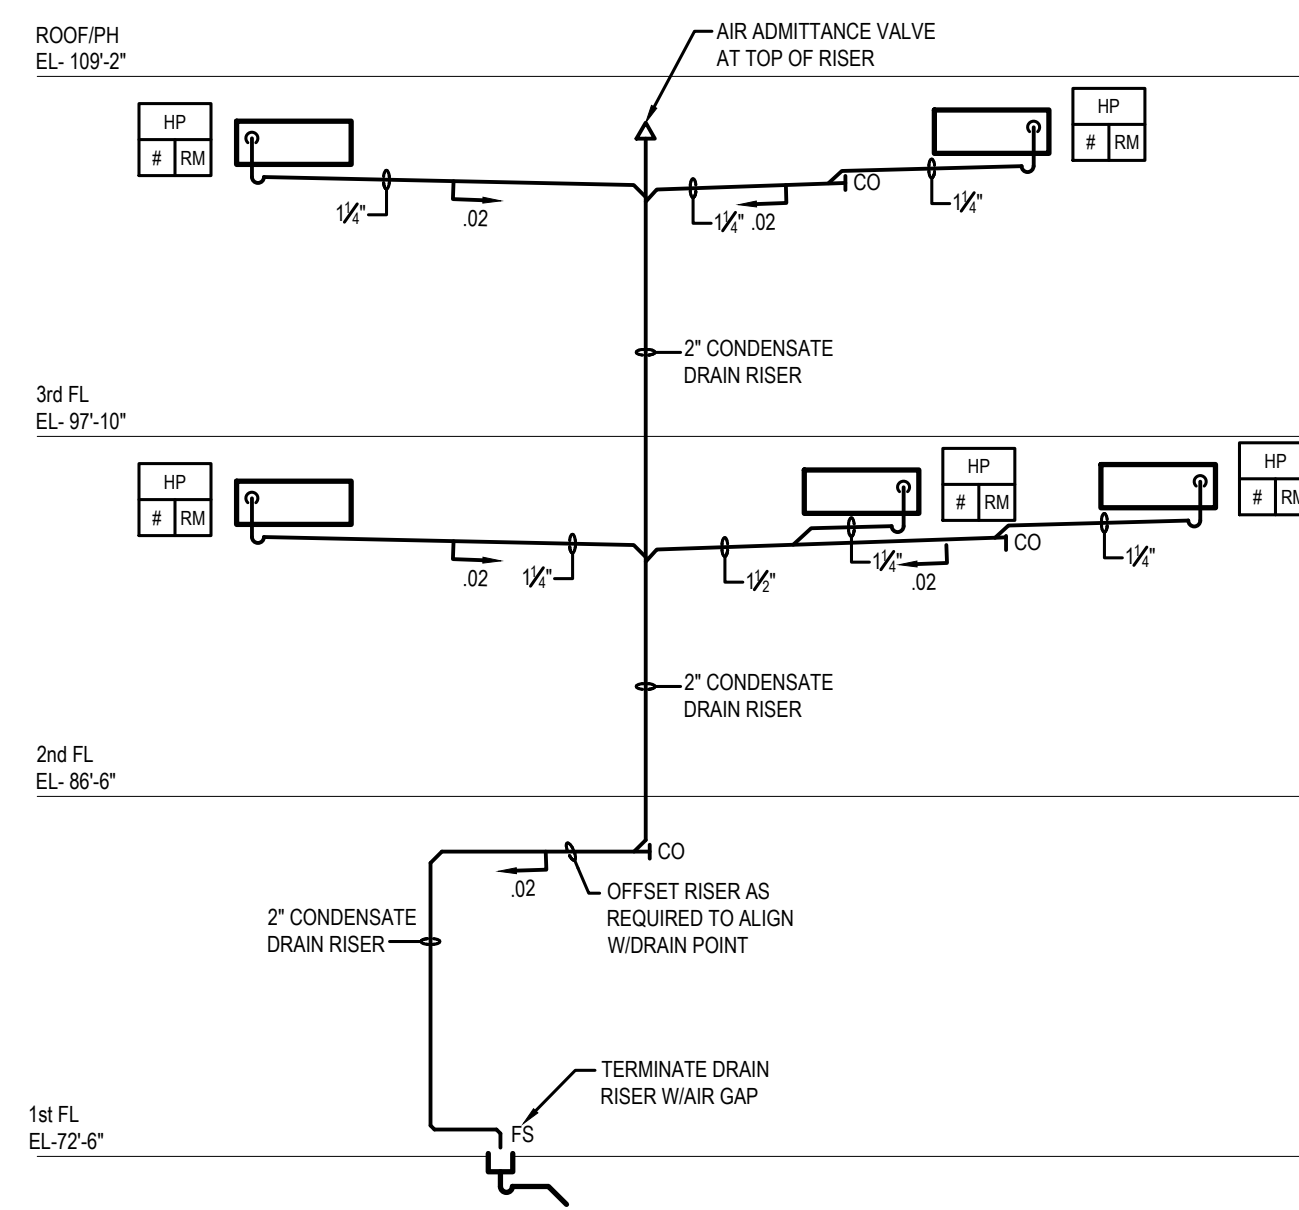 ROOF/PH
EL- 109'-2"
AIR ADMITTANCE VALVE
AT TOP OF RISER
HP
# RM
HP
# RM
CO
1¼"
.02
1¼"
.02
1¼"
2" CONDENSATE
DRAIN RISER
3rd FL
EL- 97'-10"
HP
# RM
HP
# RM
HP
# RM
CO
.02
1¼"
1½"
1¼"
.02
1¼"
2" CONDENSATE
DRAIN RISER
2nd FL
EL- 86'-6"
CO
.02
OFFSET RISER AS
REQUIRED TO ALIGN
W/DRAIN POINT
2" CONDENSATE
DRAIN RISER
TERMINATE DRAIN
RISER W/AIR GAP
1st FL
EL-72'-6"
FS